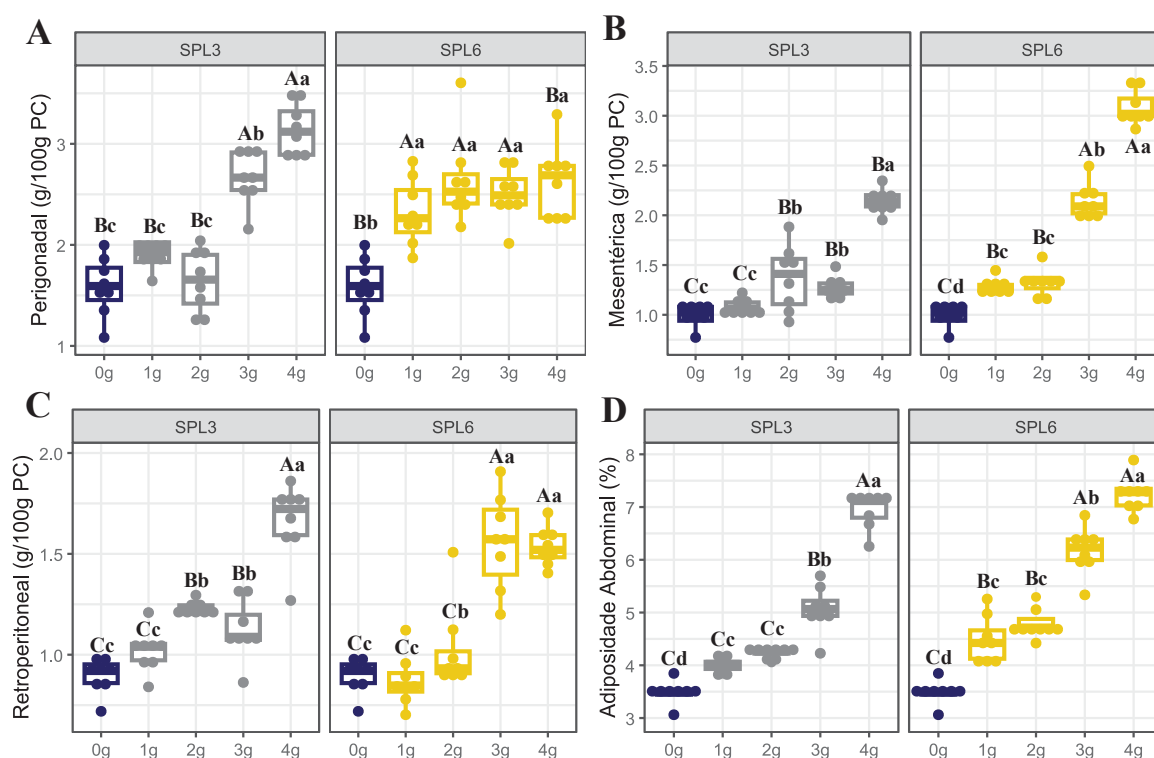 A
SPL3
SPL6
Perigonadal (g/100g PC)
3
2
1
Bc
Bc
Bc
Ab
Aa
Bb
Aa
Aa
Aa
Ba
0g 1g 2g 3g 4g
0g 1g 2g 3g 4g
B
SPL3
SPL6
Mesentérica (g/100g PC)
3.5
3.0
2.5
2.0
1.5
1.0
Cc
Cc
Bb
Bb
Ba
Cd
Bc
Bc
Ab
Aa
0g 1g 2g 3g 4g
0g 1g 2g 3g 4g
C
SPL3
SPL6
Retroperitoneal (g/100g PC)
2.0
1.5
1.0
Cc
Cc
Bb
Bb
Aa
Cc
Cc
Cb
Aa
Aa
0g 1g 2g 3g 4g
0g 1g 2g 3g 4g
D
SPL3
SPL6
Adiposidade Abdominal (%)
8
7
6
5
4
3
Cd
Cc
Cc
Bb
Aa
Cd
Bc
Bc
Ab
Aa
0g 1g 2g 3g 4g
0g 1g 2g 3g 4g